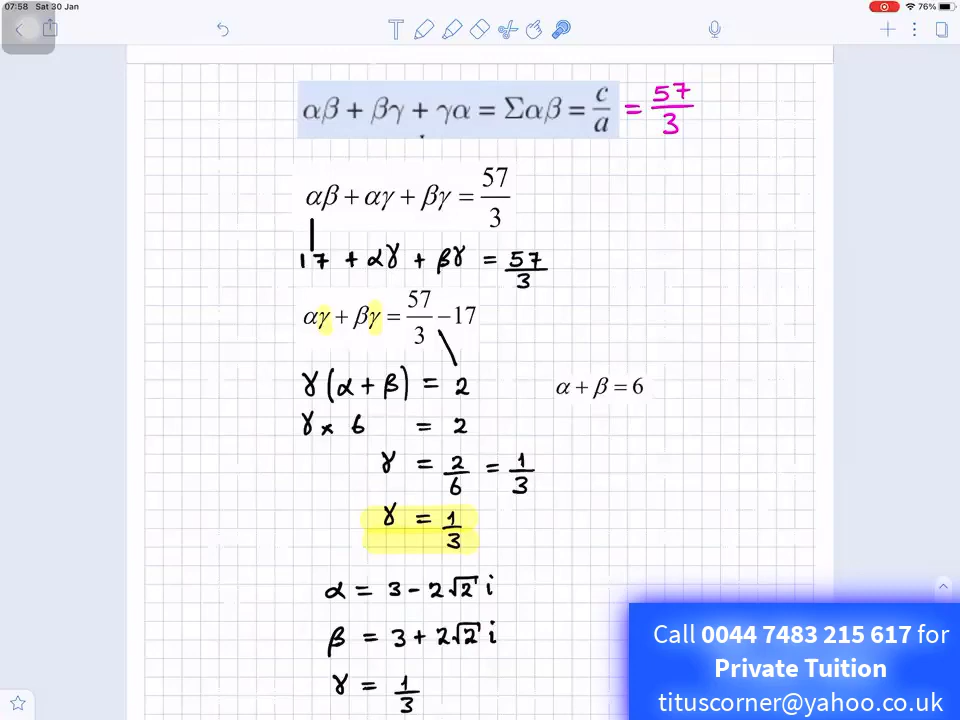 07:58 Sat 30 Jan
76%
αβ + βγ + γα = Σαβ = c/a = 57/3
αβ + αγ + βγ = 57/3
17 + αγ + βγ = 57/3
αγ + βγ = 57/3 − 17
γ(α + β) = 2
α + β = 6
γ × 6 = 2
γ = 2/6 = 1/3
γ = 1/3
α = 3 − 2√2 i
β = 3 + 2√2 i
γ = 1/3
Call 0044 7483 215 617 for
Private Tuition
tituscorner@yahoo.co.uk